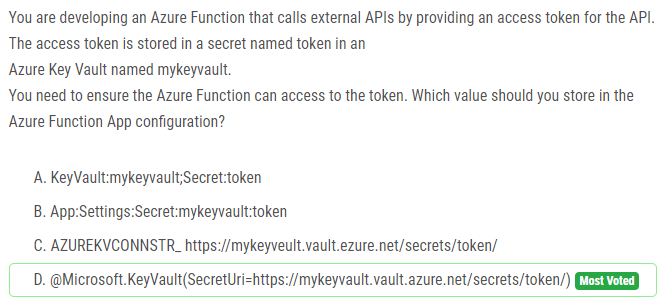 You are developing an Azure Function that calls external APIs by providing an access token for the API.
The access token is stored in a secret named token in an
Azure Key Vault named mykeyvault.
You need to ensure the Azure Function can access to the token. Which value should you store in the
Azure Function App configuration?
A. KeyVault:mykeyvault;Secret:token
B. App:Settings:Secret:mykeyvault:token
C. AZUREKVCONNSTR_ https://mykeyveult.vault.ezure.net/secrets/token/
D. @Microsoft.KeyVault(SecretUri=https://mykeyvault.vault.azure.net/secrets/token/) Most Voted